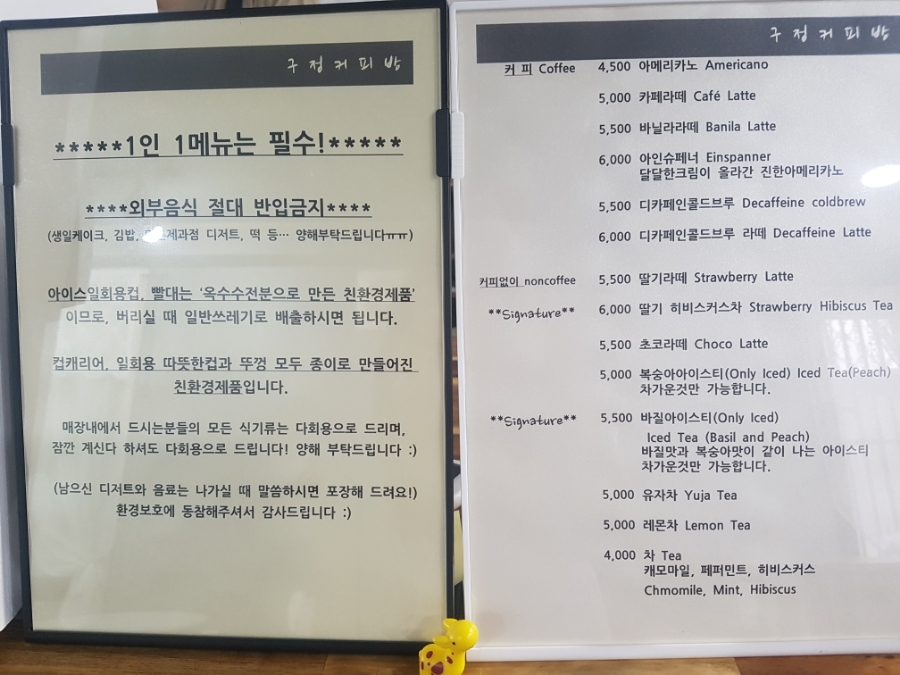 구정커피방
*****1인 1메뉴는 필수!*****
****외부음식 절대 반입금지****
(생일케이크, 김밥, 디저트, 떡 등… 양해부탁드립니다ㅠㅠ)
아이스일회용컵, 빨대는 '옥수수전분으로 만든 친환경제품'
이므로, 버리실 때 일반쓰레기로 배출하시면 됩니다.
컵캐리어, 일회용 따뜻한컵과 뚜껑 모두 종이로 만들어진
친환경제품입니다.
매장내에서 드시는분들의 모든 식기류는 다회용으로 드리며,
잠깐 계신다 하셔도 다회용으로 드립니다! 양해 부탁드립니다 :)
(남으신 디저트와 음료는 나가실 때 말씀하시면 포장해 드려요!)
환경보호에 동참해주셔서 감사드립니다 :)
구정커피방
커 피 Coffee 4,500 아메리카노 Americano
5,000 카페라떼 Café Latte
5,500 바닐라라떼 Banila Latte
6,000 아인슈페너 Einspanner
달달한크림이 올라간 진한아메리카노
5,500 디카페인콜드브루 Decaffeine coldbrew
6,000 디카페인콜드브루 라떼 Decaffeine Latte
커피없이 noncoffee 5,500 딸기라떼 Strawberry Latte
**Signature** 6,000 딸기 히비스커스차 Strawberry Hibiscus Tea
5,500 초코라떼 Choco Latte
5,000 복숭아아이스티(Only Iced) Iced Tea(Peach)
차가운것만 가능합니다.
**Signature** 5,500 바질아이스티(Only Iced)
Iced Tea (Basil and Peach)
바질맛과 복숭아맛이 같이 나는 아이스티
차가운것만 가능합니다.
5,000 유자차 Yuja Tea
5,000 레몬차 Lemon Tea
4,000 차 Tea
캐모마일, 페퍼민트, 히비스커스
Chmomile, Mint, Hibiscus